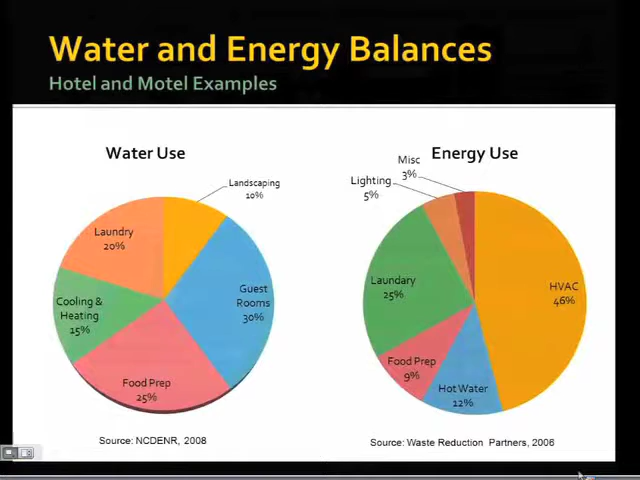 Water and Energy Balances
Hotel and Motel Examples
Water Use
Landscaping
10%
Guest
Rooms
30%
Food Prep
25%
Cooling &
Heating
15%
Laundry
20%
Source: NCDENR, 2008
Energy Use
Misc
3%
Lighting
5%
HVAC
46%
Hot Water
12%
Food Prep
9%
Laundary
25%
Source: Waste Reduction Partners, 2006